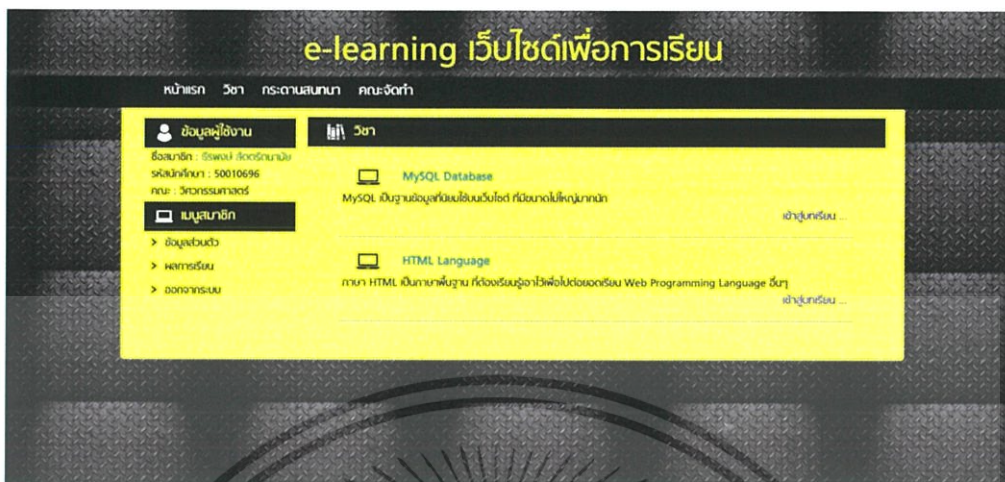 e-learning เว็บไซด์เพื่อการเรียน
หน้าแรก วิชา กระดานสนทนา คณะจัดทำ
ข้อมูลผู้ใช้งาน
ชื่อสมาชิก : ธีรพงษ์
รหัสนักศึกษา : 50010696
คณะ : วิศวกรรมศาสตร์
เมนูสมาชิก
> ข้อมูลส่วนตัว
> ผลการเรียน
> ออกจากระบบ
วิชา
MySQL Database
MySQL เป็นฐานข้อมูลที่นิยมใช้บนเว็บไซต์ ที่มีขนาดไม่ใหญ่มากนัก
เข้าสู่บทเรียน ...
HTML Language
ภาษา HTML เป็นภาษาพื้นฐาน ที่ต้องเรียนรู้เอาไว้เพื่อไปต่อยอดเรียน Web Programming Language อื่นๆ
เข้าสู่บทเรียน ...